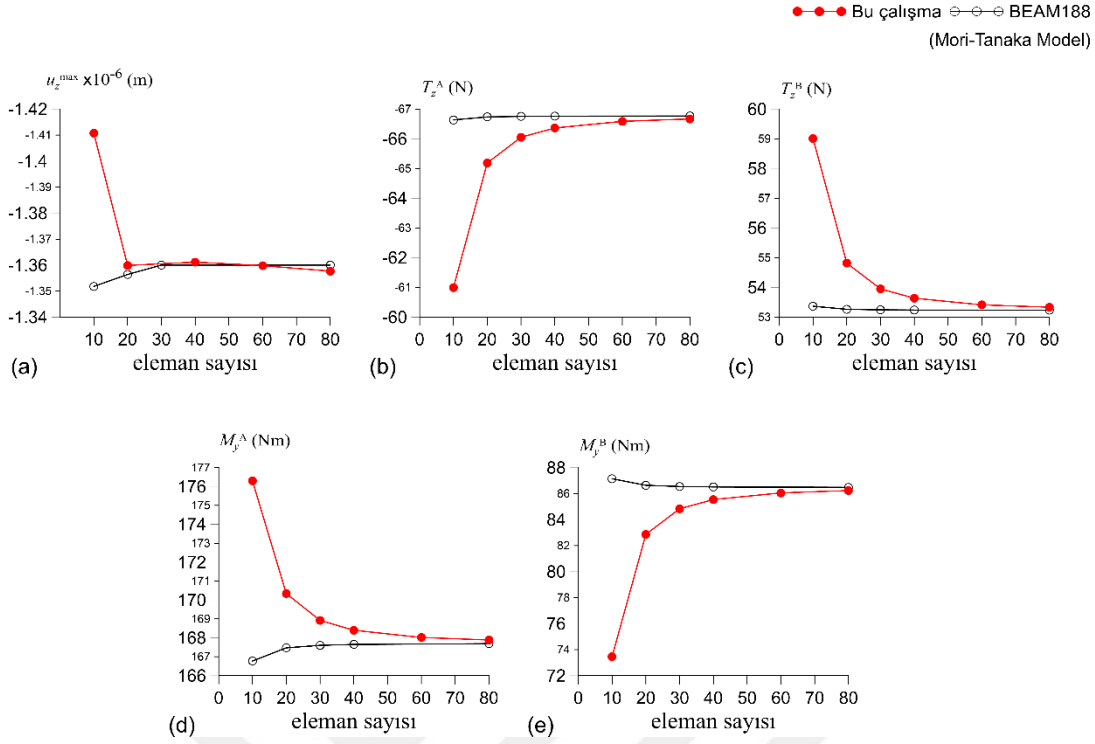 Bu çalışma BEAM188
(Mori-Tanaka Model)
u_z^max x10^-6 (m)
-1.42
-1.41
-1.4
-1.39
-1.38
-1.37
-1.36
-1.35
-1.34
10 20 30 40 50 60 70 80
(a) eleman sayısı
T_z^A (N)
-67
-66
-65
-64
-63
-62
-61
-60
0 10 20 30 40 50 60 70 80
(b) eleman sayısı
T_z^B (N)
60
59
58
57
56
55
54
53
0 10 20 30 40 50 60 70 80
(c) eleman sayısı
M_y^A (Nm)
177
176
175
174
173
172
171
170
169
168
167
166
0 10 20 30 40 50 60 70 80
(d) eleman sayısı
M_y^B (Nm)
88
86
84
82
80
78
76
74
72
0 10 20 30 40 50 60 70 80
(e) eleman sayısı